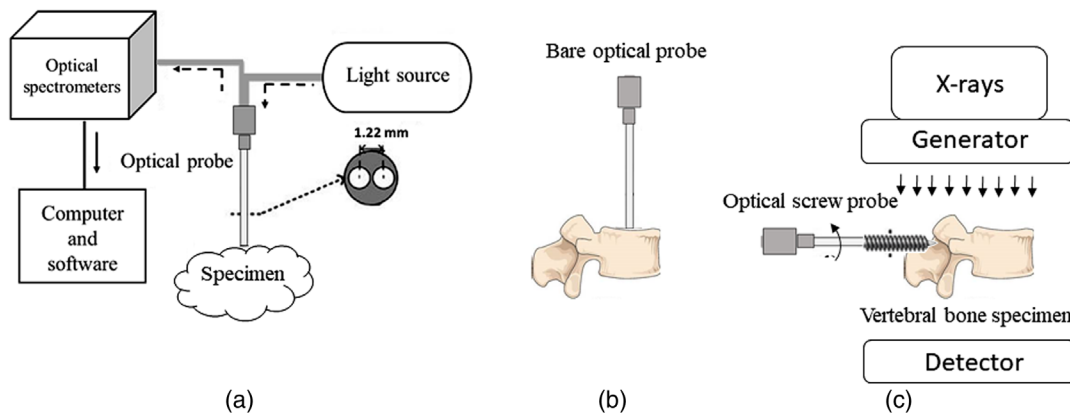 Optical
spectrometers
Light source
1.22 mm
Optical probe
Computer
and
software
Specimen
(a)
Bare optical probe
(b)
X-rays
Generator
Optical screw probe
Vertebral bone specimen
Detector
(c)